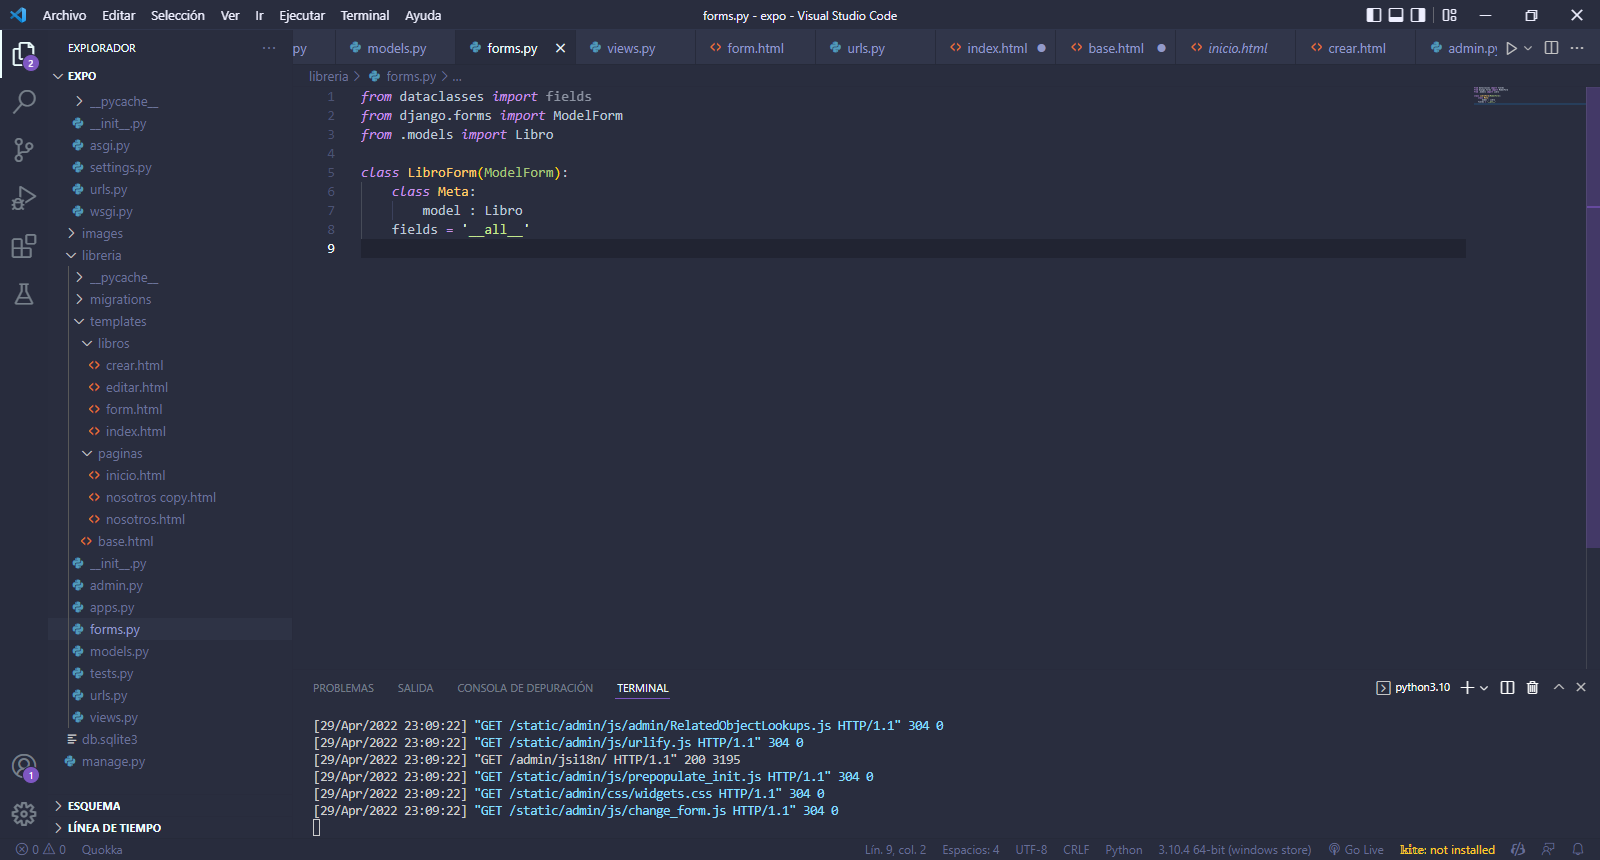 Archivo Editar Selección Ver Ir Ejecutar Terminal Ayuda
forms.py - expo - Visual Studio Code
EXPLORADOR
py models.py forms.py views.py form.html urls.py index.html base.html inicio.html crear.html admin.py
2
EXPO
__pycache__
__init__.py
asgi.py
settings.py
urls.py
wsgi.py
images
libreria
__pycache__
migrations
templates
libros
crear.html
editar.html
form.html
index.html
paginas
inicio.html
nosotros copy.html
nosotros.html
base.html
__init__.py
admin.py
apps.py
forms.py
models.py
tests.py
urls.py
views.py
db.sqlite3
manage.py
1
ESQUEMA
LÍNEA DE TIEMPO
libreria > forms.py > ...
1 from dataclasses import fields
2 from django.forms import ModelForm
3 from .models import Libro
4
5 class LibroForm(ModelForm):
6 class Meta:
7 model : Libro
8 fields = '__all__'
9
PROBLEMAS SALIDA CONSOLA DE DEPURACIÓN TERMINAL
python3.10
[29/Apr/2022 23:09:22] "GET /static/admin/js/admin/RelatedObjectLookups.js HTTP/1.1" 304 0
[29/Apr/2022 23:09:22] "GET /static/admin/js/urlify.js HTTP/1.1" 304 0
[29/Apr/2022 23:09:22] "GET /admin/jsi18n/ HTTP/1.1" 200 3195
[29/Apr/2022 23:09:22] "GET /static/admin/js/prepopulate_init.js HTTP/1.1" 304 0
[29/Apr/2022 23:09:22] "GET /static/admin/css/widgets.css HTTP/1.1" 304 0
[29/Apr/2022 23:09:22] "GET /static/admin/js/change_form.js HTTP/1.1" 304 0
0 0 Quokka
Lín. 9, col. 2 Espacios: 4 UTF-8 CRLF Python 3.10.4 64-bit (windows store) Go Live kite: not installed